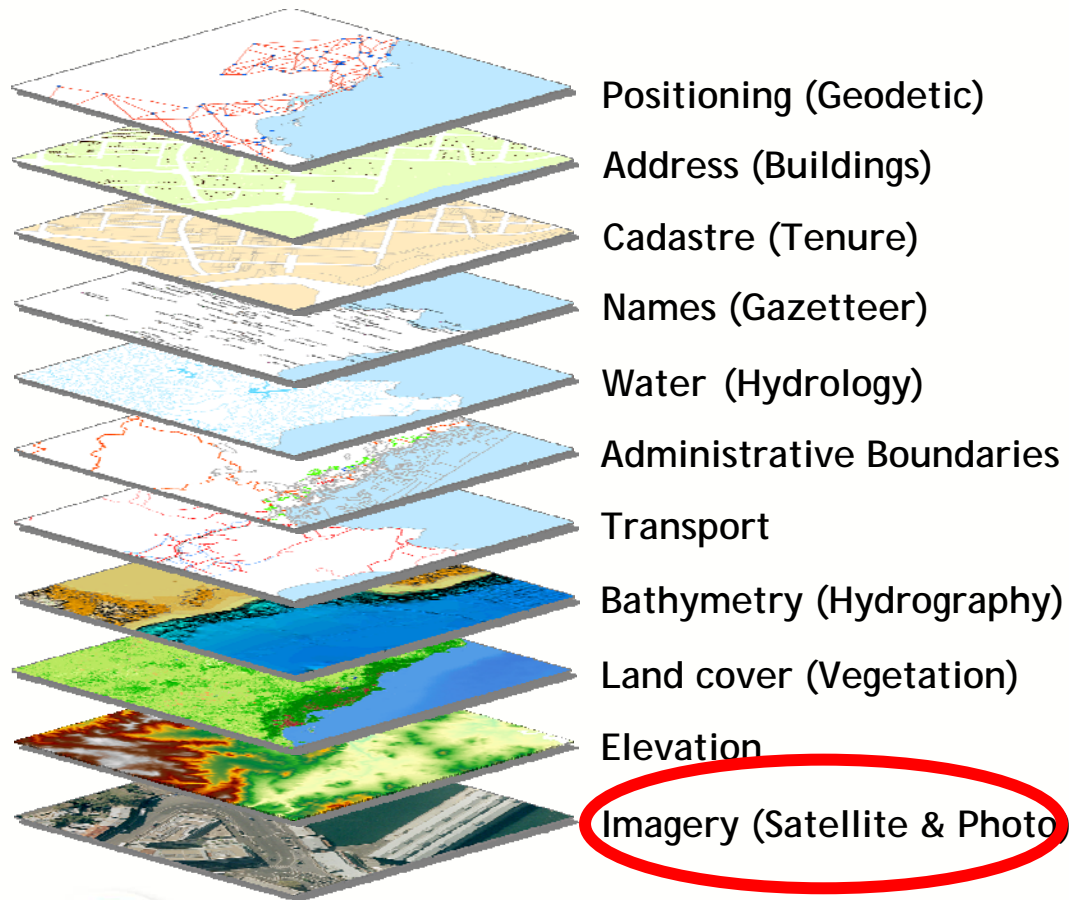 Positioning (Geodetic)
Address (Buildings)
Cadastre (Tenure)
Names (Gazetteer)
Water (Hydrology)
Administrative Boundaries
Transport
Bathymetry (Hydrography)
Land cover (Vegetation)
Elevation
Imagery (Satellite & Photo)